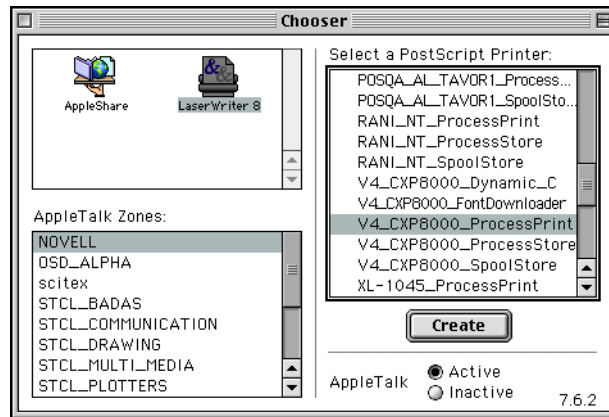 Chooser
AppleShare
LaserWriter 8
AppleTalk Zones:
NOVELL
OSD_ALPHA
scitex
STCL_BADAS
STCL_COMMUNICATION
STCL_DRAWING
STCL_MULTI_MEDIA
STCL_PLOTTERS
Select a PostScript Printer:
POSQA_AL_TAVOR1_Process...
POSQA_AL_TAVOR1_SpoolSto...
RANI_NT_ProcessPrint
RANI_NT_ProcessStore
RANI_NT_SpoolStore
V4_CXP8000_Dynamic_C
V4_CXP8000_FontDownloader
V4_CXP8000_ProcessPrint
V4_CXP8000_ProcessStore
V4_CXP8000_SpoolStore
XL-1045_ProcessPrint
Create
AppleTalk
Active
Inactive
7.6.2